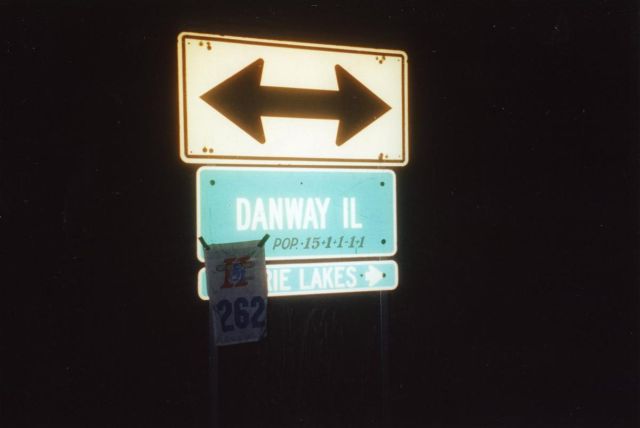 DANWAY IL
POP. 15+1-1-1-1
RIE LAKES
262